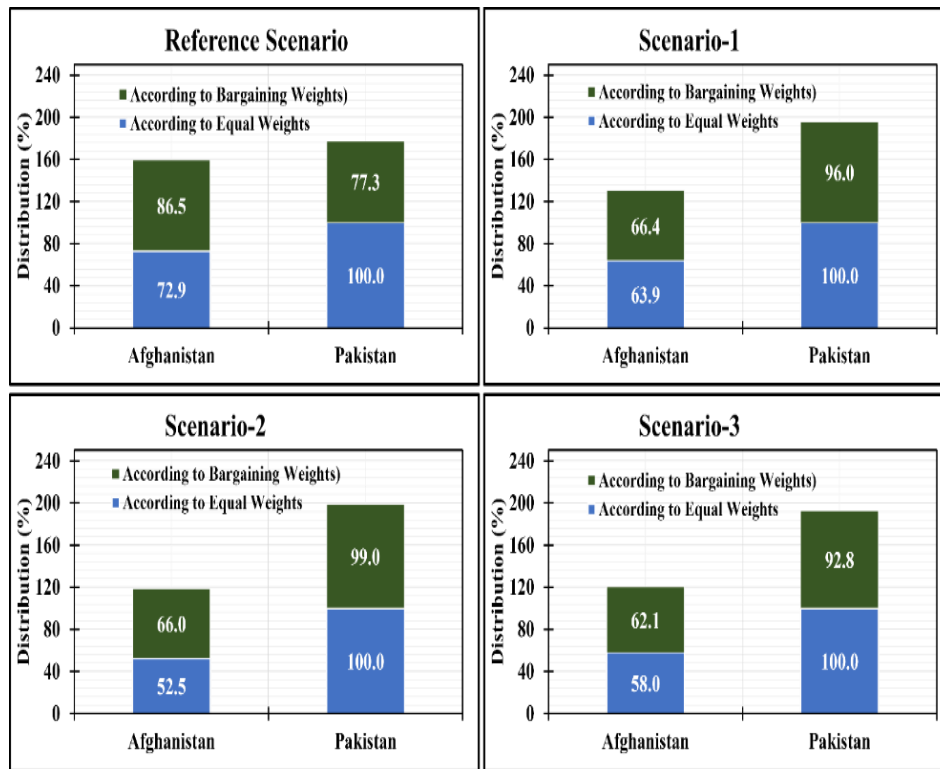 Reference Scenario
Distribution (%)
240
200
160
120
80
40
0
According to Bargaining Weights)
According to Equal Weights
86.5
77.3
72.9
100.0
Afghanistan
Pakistan
Scenario-1
Distribution (%)
240
200
160
120
80
40
0
According to Bargaining Weights)
According to Equal Weights
66.4
96.0
63.9
100.0
Afghanistan
Pakistan
Scenario-2
Distribution (%)
240
200
160
120
80
40
0
According to Bargaining Weights)
According to Equal Weights
66.0
99.0
52.5
100.0
Afghanistan
Pakistan
Scenario-3
Distribution (%)
240
200
160
120
80
40
0
According to Bargaining Weights)
According to Equal Weights
62.1
92.8
58.0
100.0
Afghanistan
Pakistan